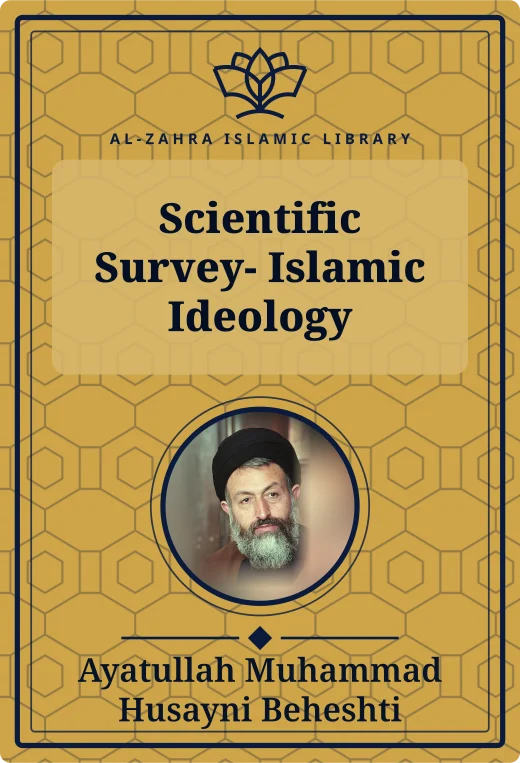 AL-ZAHRA ISLAMIC LIBRARY
Scientific
Survey- Islamic
Ideology
Ayatullah Muhammad
Husayni Beheshti